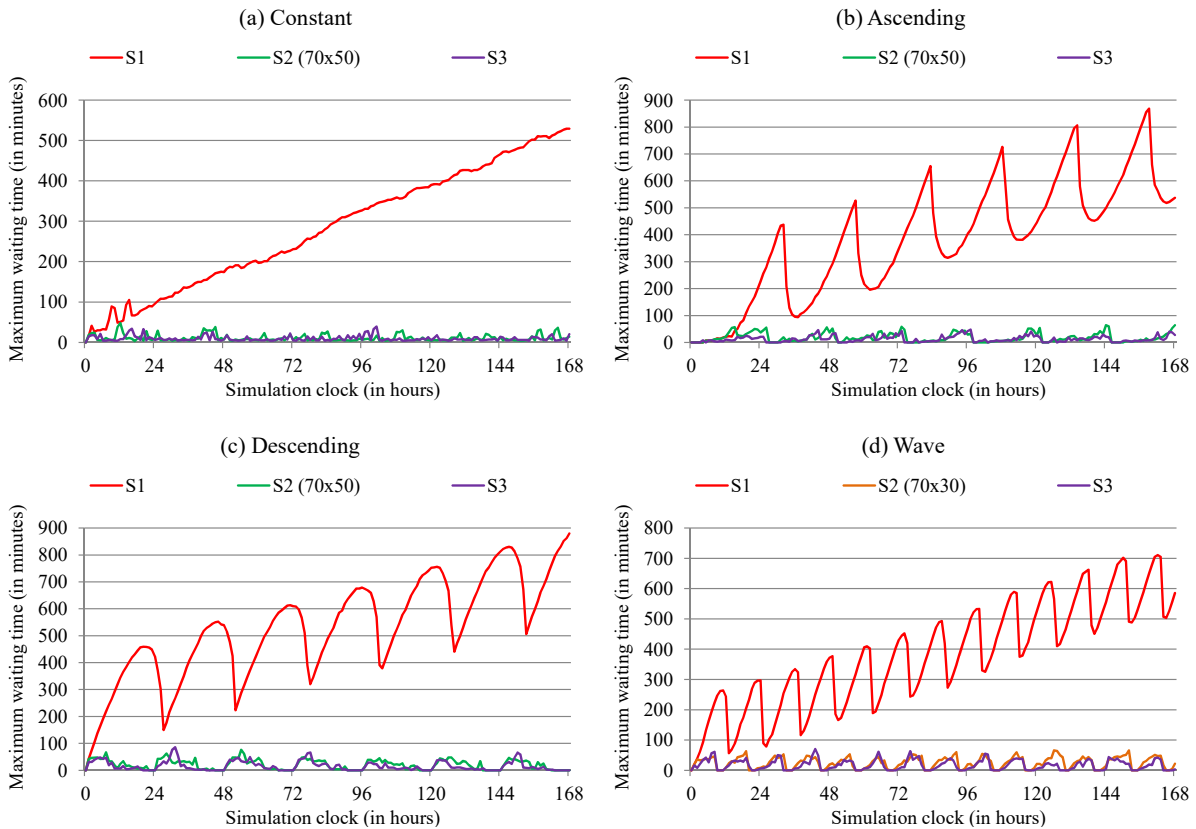 (a) Constant
S1 S2 (70x50) S3
Maximum waiting time (in minutes)
600
500
400
300
200
100
0
0 24 48 72 96 120 144 168
Simulation clock (in hours)
(b) Ascending
S1 S2 (70x50) S3
Maximum waiting time (in minutes)
900
800
700
600
500
400
300
200
100
0
0 24 48 72 96 120 144 168
Simulation clock (in hours)
(c) Descending
S1 S2 (70x50) S3
Maximum waiting time (in minutes)
900
800
700
600
500
400
300
200
100
0
0 24 48 72 96 120 144 168
Simulation clock (in hours)
(d) Wave
S1 S2 (70x30) S3
Maximum waiting time (in minutes)
800
700
600
500
400
300
200
100
0
0 24 48 72 96 120 144 168
Simulation clock (in hours)